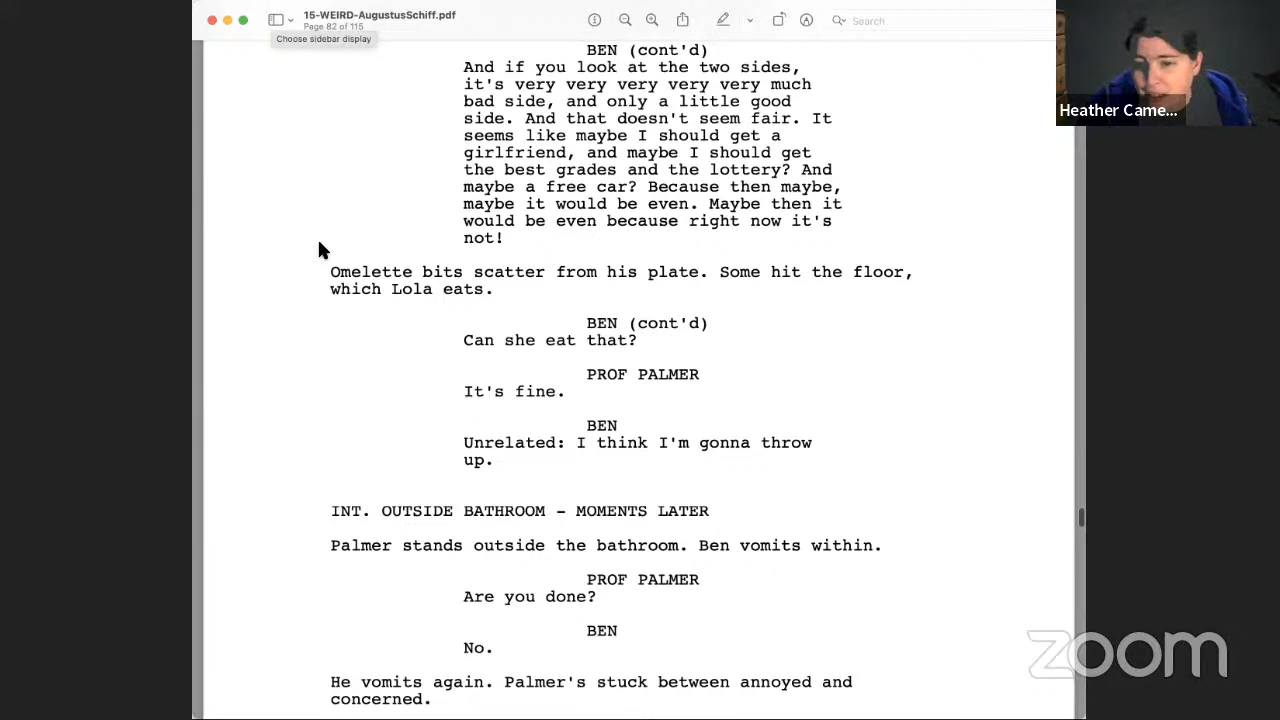 15-WEIRD-AugustusSchiff.pdf
Page 82 of 115
Search
Choose sidebar display
BEN (cont'd)
And if you look at the two sides,
it's very very very very very much
bad side, and only a little good
side. And that doesn't seem fair. It
seems like maybe I should get a
girlfriend, and maybe I should get
the best grades and the lottery? And
maybe a free car? Because then maybe,
maybe it would be even. Maybe then it
would be even because right now it's
not!
Omelette bits scatter from his plate. Some hit the floor,
which Lola eats.
BEN (cont'd)
Can she eat that?
PROF PALMER
It's fine.
BEN
Unrelated: I think I'm gonna throw
up.
INT. OUTSIDE BATHROOM - MOMENTS LATER
Palmer stands outside the bathroom. Ben vomits within.
PROF PALMER
Are you done?
BEN
No.
He vomits again. Palmer's stuck between annoyed and
concerned.
Heather Came...
zoom